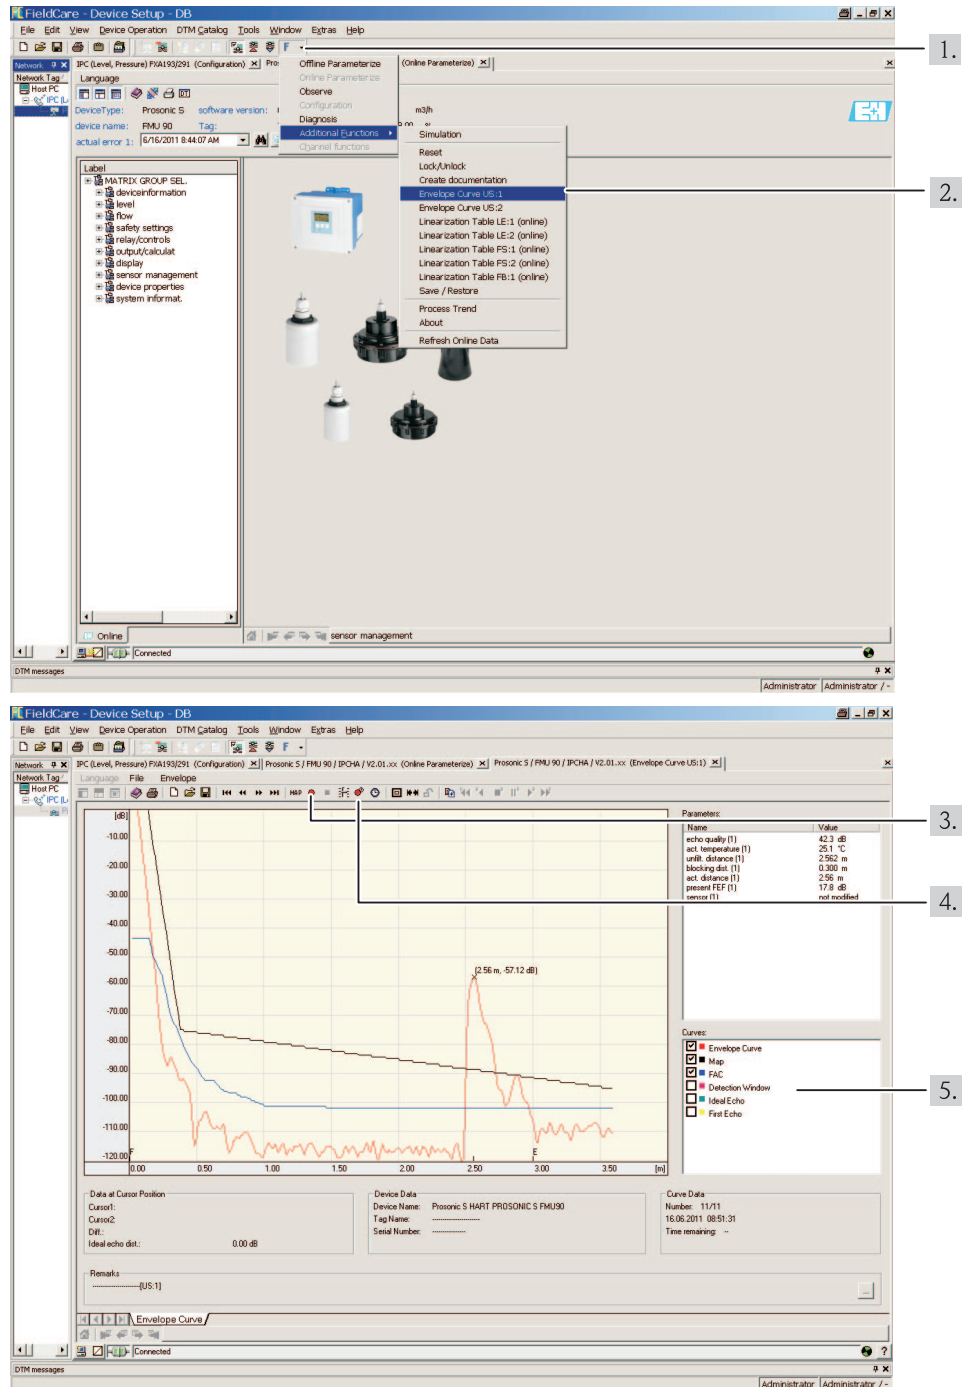 FieldCare - Device Setup - DB
File Edit View Device Operation DTM Catalog Tools Window Extras Help
F
1.
Network
IPC (Level, Pressure) FXA193/291 (Configuration) Pros (Online Parameterize)
Network Tag
Host PC
IPC (L
Language
DeviceType: Prosonic S software version: m3/h
device name: FMU 90 Tag:
actual error 1: 6/16/2011 8:44:07 AM
E+H
Offline Parameterize
Online Parameterize
Observe
Configuration
Diagnosis
Additional Functions
Channel functions
Simulation
Reset
Lock/Unlock
Create documentation
Envelope Curve US:1
2.
Envelope Curve US:2
Linearization Table LE:1 (online)
Linearization Table LE:2 (online)
Linearization Table FS:1 (online)
Linearization Table FS:2 (online)
Linearization Table FB:1 (online)
Save / Restore
Process Trend
About
Refresh Online Data
Label
MATRIX GROUP SEL.
deviceinformation
level
flow
safety settings
relay/controls
output/calculat
display
sensor management
device properties
system informat.
Online
sensor management
Connected
DTM messages
Administrator Administrator / -
FieldCare - Device Setup - DB
File Edit View Device Operation DTM Catalog Tools Window Extras Help
F
Network
IPC (Level, Pressure) FXA193/291 (Configuration) Prosonic S / FMU 90 / IPCHA / V2.01.xx (Online Parameterize) Prosonic S / FMU 90 / IPCHA / V2.01.xx (Envelope Curve US:1)
Network Tag
Host PC
IPC (L
Language File Envelope
MAP
3.
4.
[dB]
-10.00
-20.00
-30.00
-40.00
-50.00
-60.00
-70.00
-80.00
-90.00
-100.00
-110.00
-120.00
(2.56 m, -57.12 dB)
F
E
0.00 0.50 1.00 1.50 2.00 2.50 3.00 3.50 [m]
Parameters:
Name Value
echo quality (1) 42.3 dB
act. temperature (1) 25.1 °C
unfilt. distance (1) 2.562 m
blocking dist. (1) 0.300 m
act. distance (1) 2.56 m
present FEF (1) 17.8 dB
sensor (1) not modified
Curves:
Envelope Curve
Map
FAC
Detection Window
Ideal Echo
First Echo
5.
Data at Cursor Position
Cursor1:
Cursor2:
Diff.:
Ideal echo dist.: 0.00 dB
Device Data
Device Name: Prosonic S HART PROSONIC S FMU90
Tag Name: --------------------
Serial Number: --------------
Curve Data
Number: 11/11
16.06.2011 08:51:31
Time remaining: --
Remarks
--------------------[US:1]
...
Envelope Curve
Connected
DTM messages
Administrator Administrator / -